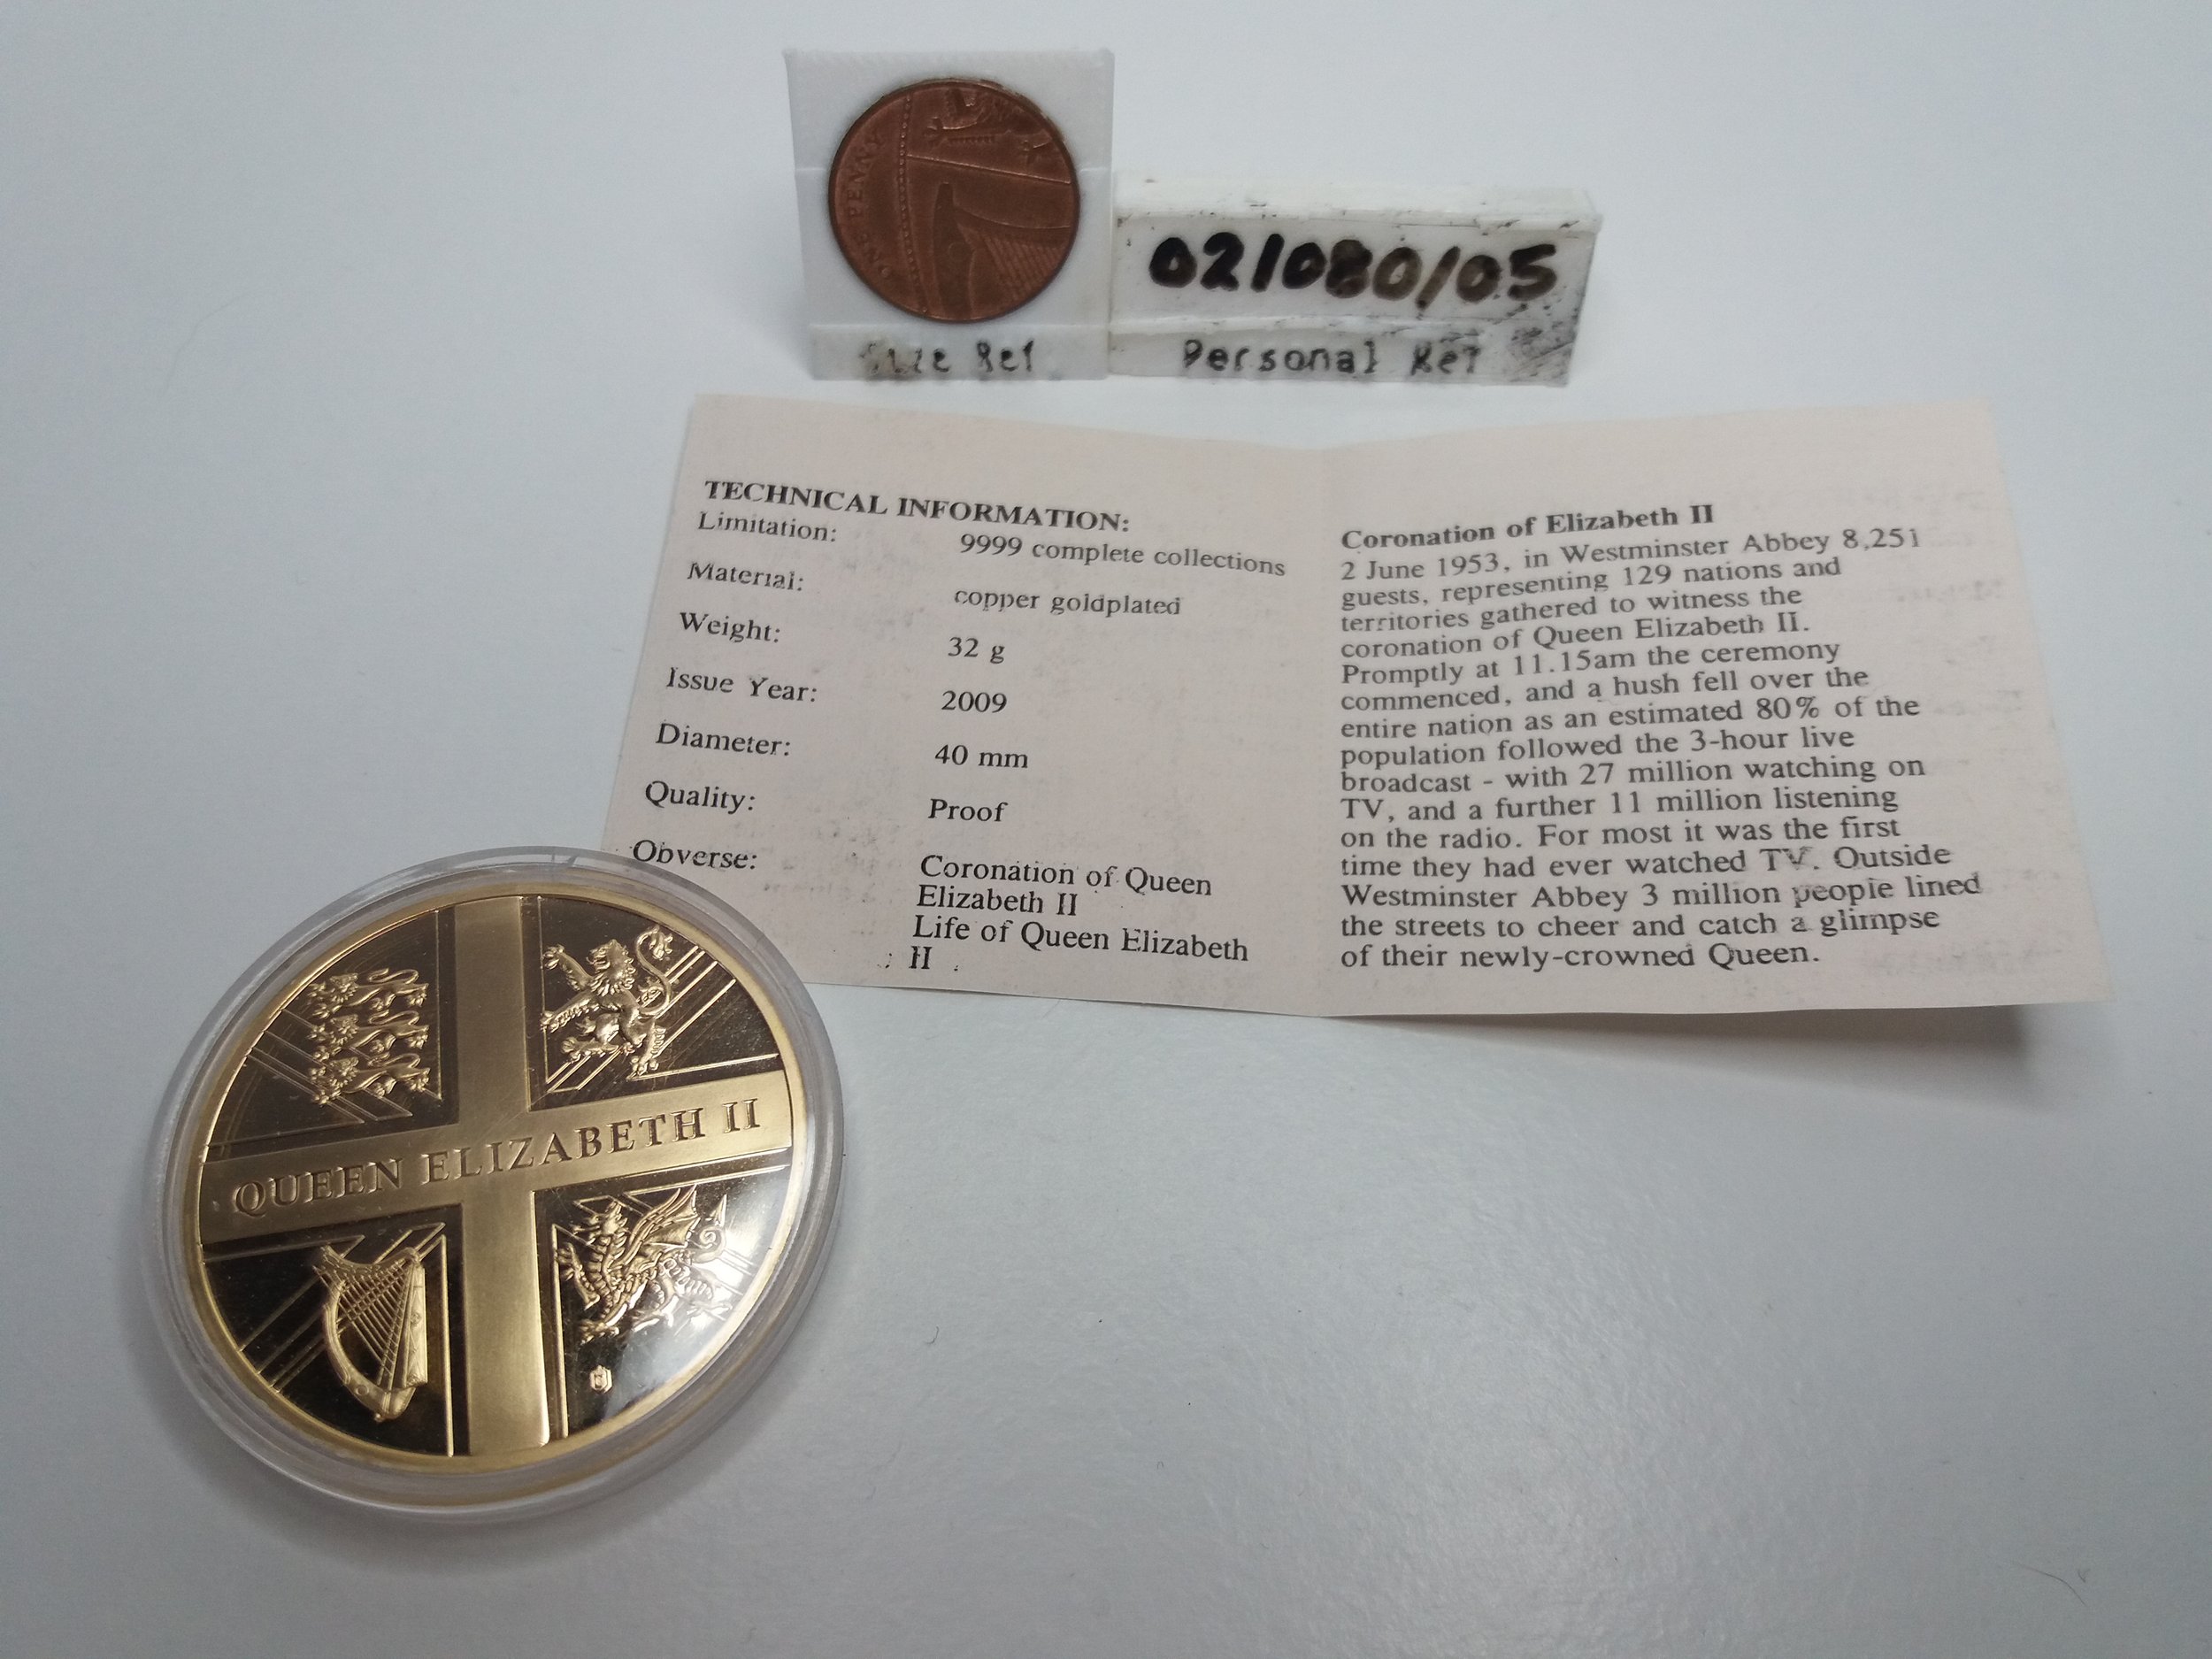 ONE PENNY
021080/05
Size Ref
Personal Ref
TECHNICAL INFORMATION:
Limitation: 9999 complete collections
Material: copper goldplated
Weight: 32 g
Issue Year: 2009
Diameter: 40 mm
Quality: Proof
Obverse: Coronation of Queen
Elizabeth II
Life of Queen Elizabeth
II
Coronation of Elizabeth II
2 June 1953, in Westminster Abbey 8,251
guests, representing 129 nations and
territories gathered to witness the
coronation of Queen Elizabeth II.
Promptly at 11.15am the ceremony
commenced, and a hush fell over the
entire nation as an estimated 80% of the
population followed the 3-hour live
broadcast - with 27 million watching on
TV, and a further 11 million listening
on the radio. For most it was the first
time they had ever watched TV. Outside
Westminster Abbey 3 million people lined
the streets to cheer and catch a glimpse
of their newly-crowned Queen.
QUEEN ELIZABETH II